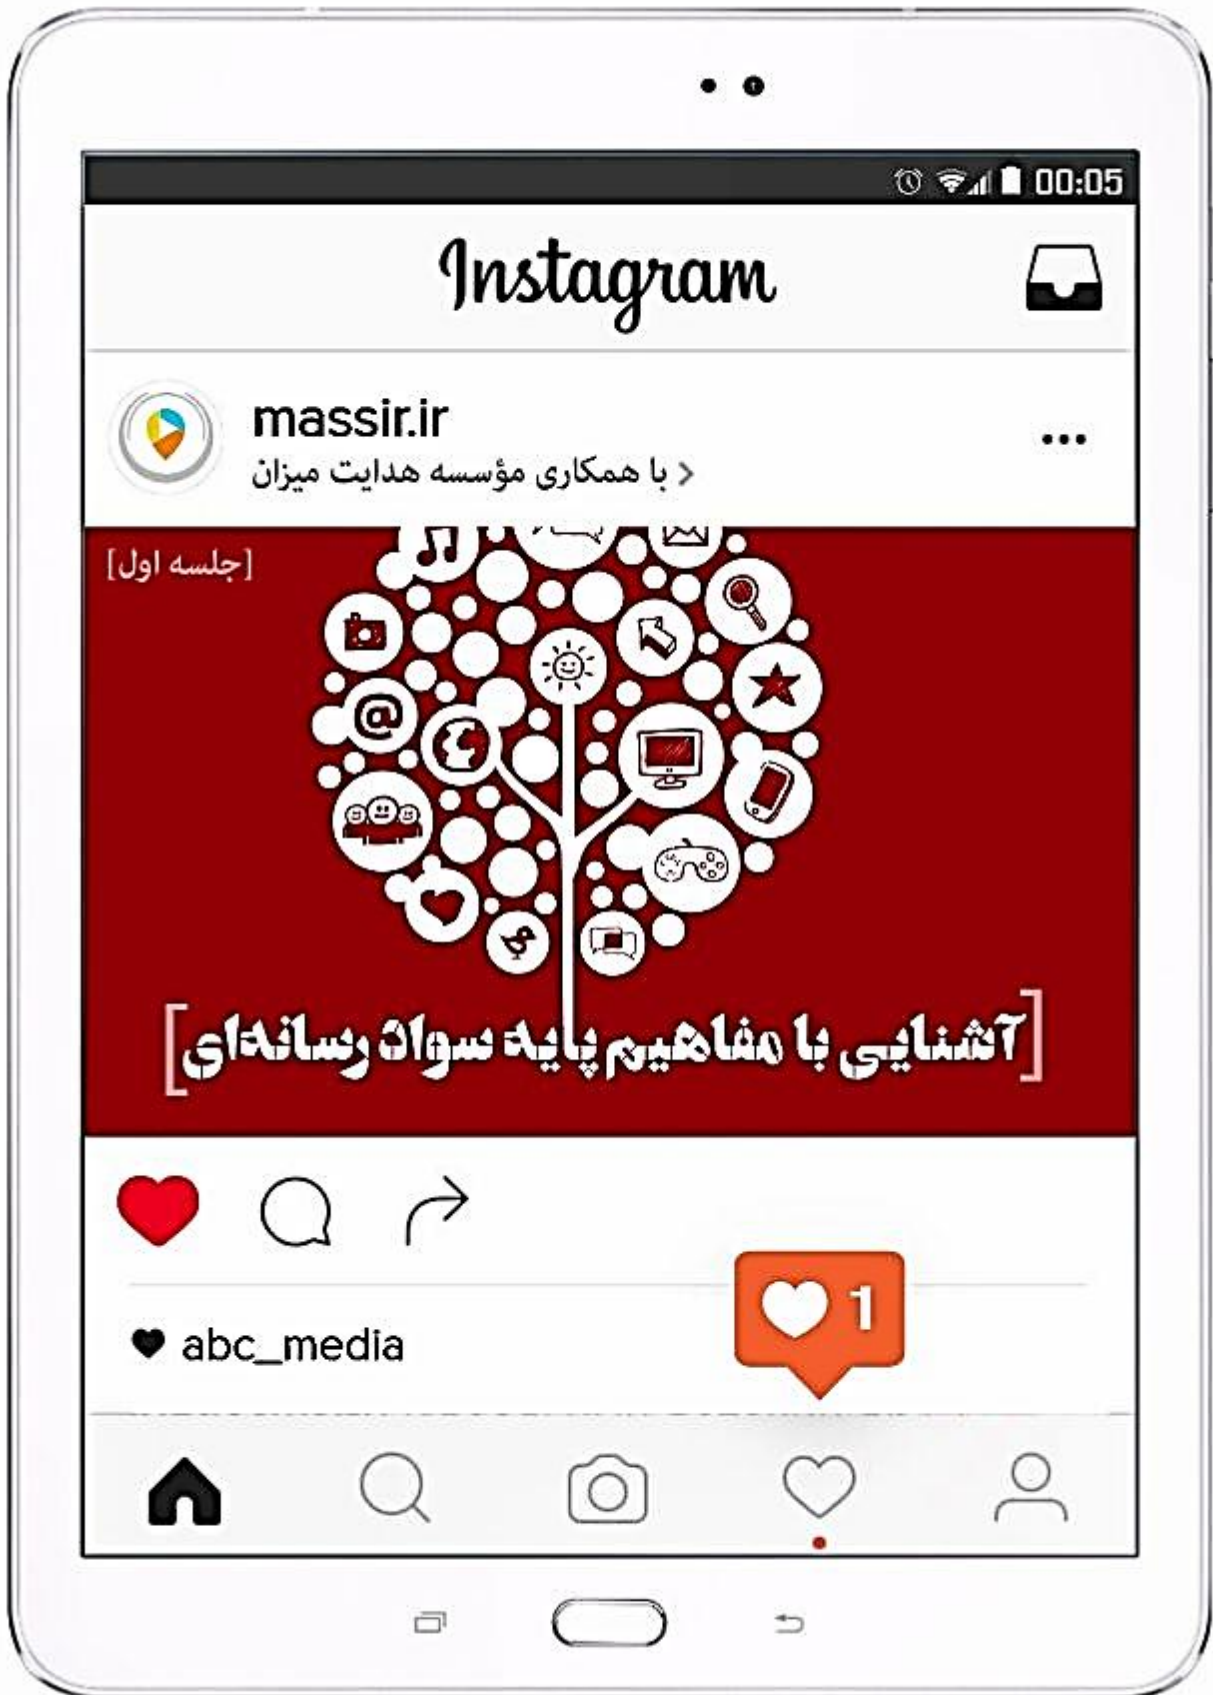 00:05
Instagram
massir.ir
با همکاری مؤسسه هدایت میزان >
[جلسه اول]
@
[آشنایی با مفاهیم پایه سواد رسانه‌ای]
1
abc_media